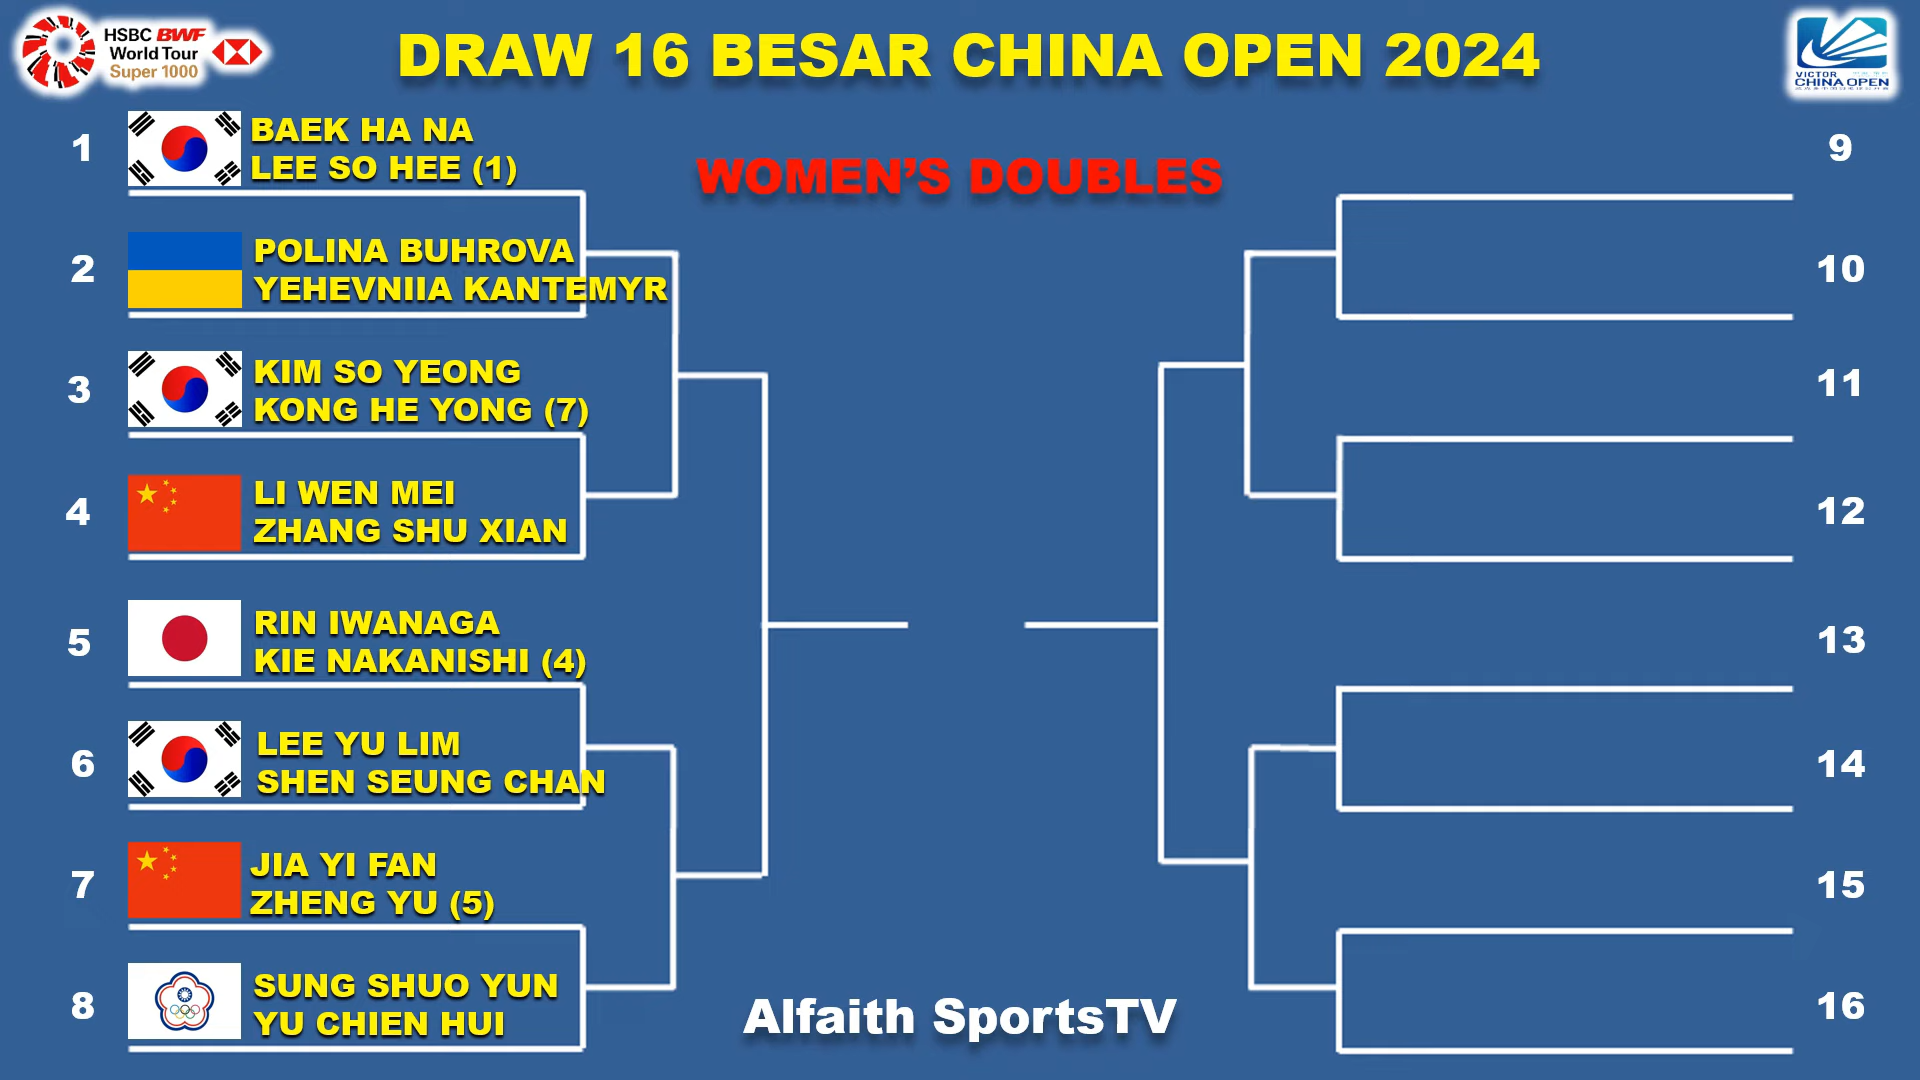 HSBC BWF
World Tour
Super 1000
DRAW 16 BESAR CHINA OPEN 2024
VICTOR
CHINA OPEN
WOMEN'S DOUBLES
1
BAEK HA NA
LEE SO HEE (1)
2
POLINA BUHROVA
YEHEVNIIA KANTEMYR
3
KIM SO YEONG
KONG HE YONG (7)
4
LI WEN MEI
ZHANG SHU XIAN
5
RIN IWANAGA
KIE NAKANISHI (4)
6
LEE YU LIM
SHEN SEUNG CHAN
7
JIA YI FAN
ZHENG YU (5)
8
SUNG SHUO YUN
YU CHIEN HUI
9
10
11
12
13
14
15
16
Alfaith SportsTV